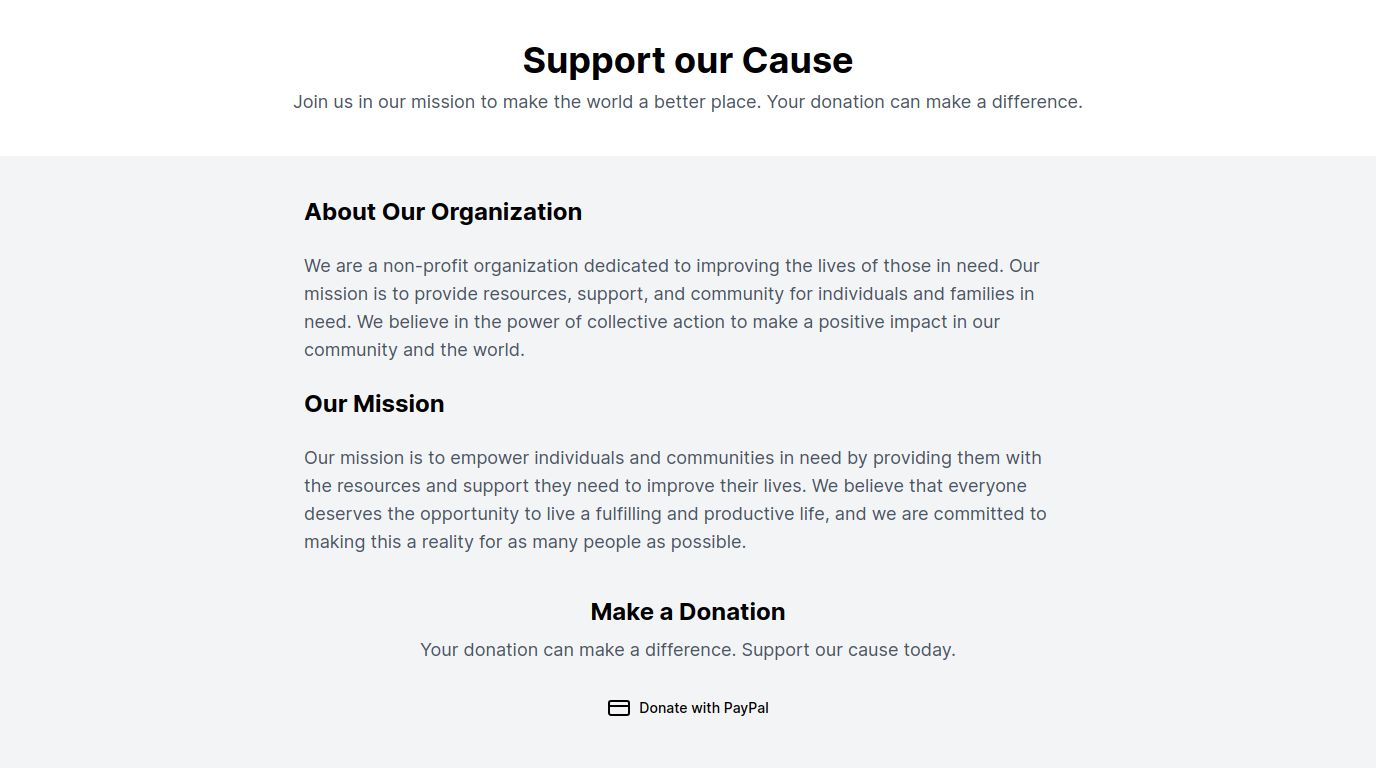 Support our Cause
Join us in our mission to make the world a better place. Your donation can make a difference.
About Our Organization
We are a non-profit organization dedicated to improving the lives of those in need. Our
mission is to provide resources, support, and community for individuals and families in
need. We believe in the power of collective action to make a positive impact in our
community and the world.
Our Mission
Our mission is to empower individuals and communities in need by providing them with
the resources and support they need to improve their lives. We believe that everyone
deserves the opportunity to live a fulfilling and productive life, and we are committed to
making this a reality for as many people as possible.
Make a Donation
Your donation can make a difference. Support our cause today.
Donate with PayPal